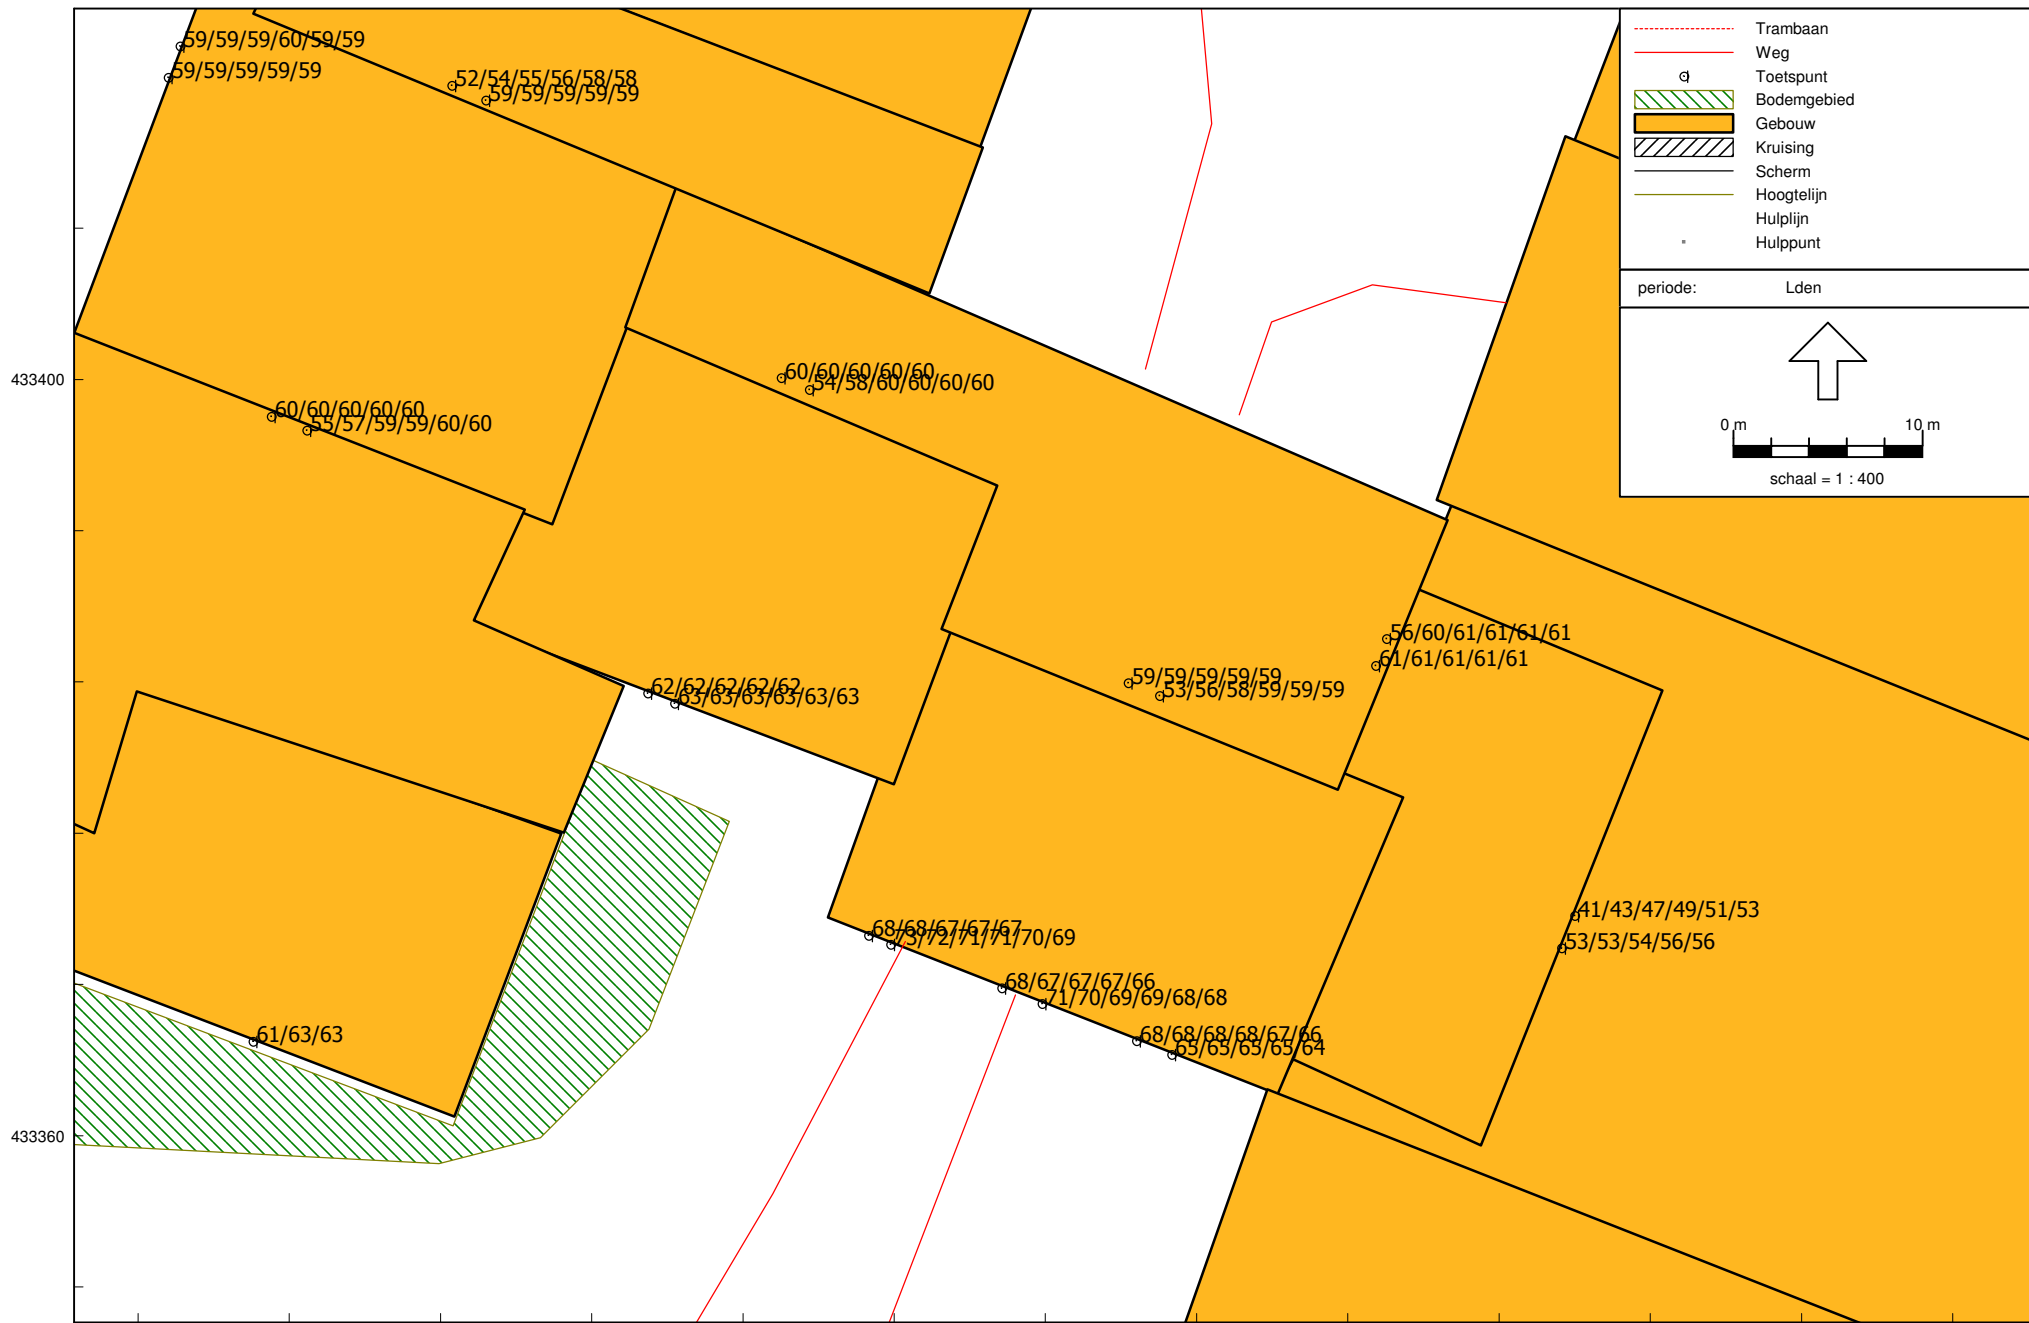 59/59/59/60/59/59
59/59/59/59/59
52/54/55/56/58/58
59/59/59/59/59
Trambaan
Weg
Toetspunt
Bodemgebied
Gebouw
Kruising
Scherm
Hoogtelijn
Hulplijn
Hulppunt
periode: Lden
0 m 10 m
schaal = 1 : 400
433400
60/60/60/60/60
54/58/60/60/60/60
60/60/60/60/60
55/57/59/59/60/60
56/60/61/61/61/61
61/61/61/61/61
62/62/62/62/62
63/63/63/63/63/63
59/59/59/59/59
53/56/58/59/59/59
41/43/47/49/51/53
53/53/54/56/56
68/68/67/67/67
73/72/71/71/70/69
68/67/67/67/66
71/70/69/69/68/68
68/68/68/68/67/66
65/65/65/65/64
61/63/63
433360